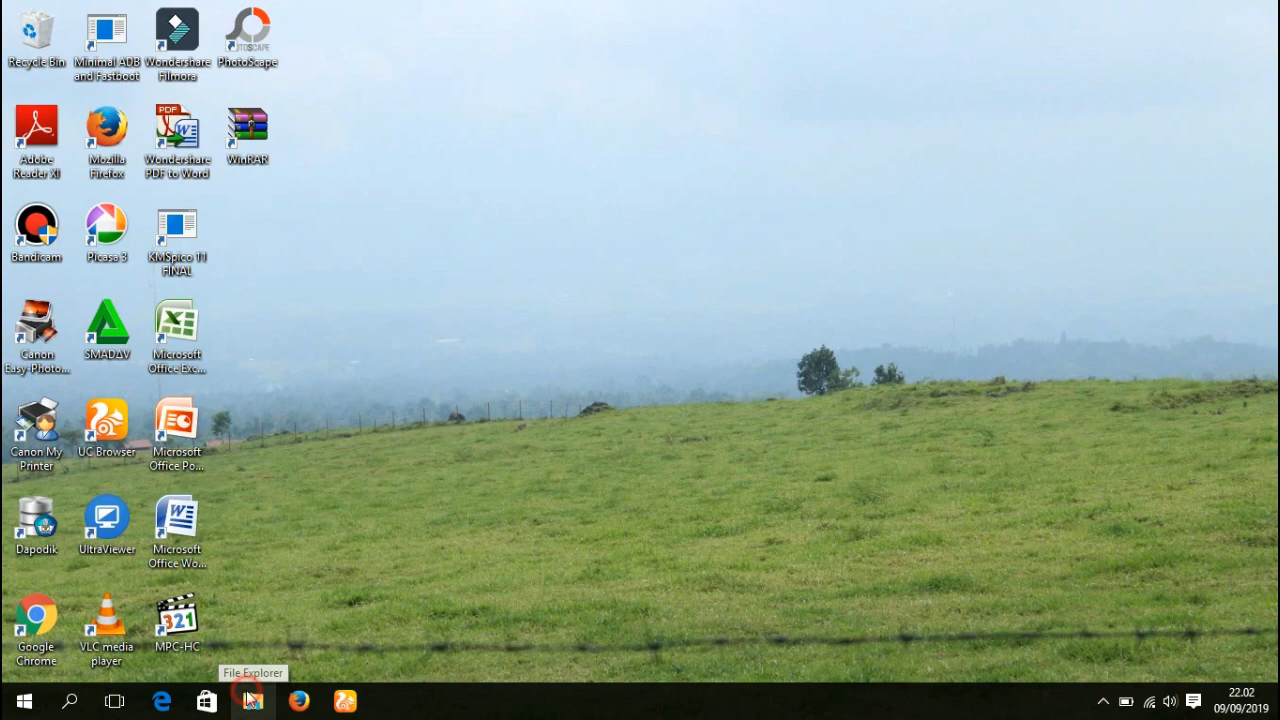 Recycle Bin
Minimal ADB
and Fastboot
Wondershare
Filmora
PhotoScape
Adobe
Reader XI
Mozilla
Firefox
PDF
Wondershare
PDF to Word
WinRAR
Bandicam
Picasa 3
KMSpico 11
FINAL
Canon
Easy-Photo...
SMADΔV
Microsoft
Office Exc...
Canon My
Printer
UC Browser
Microsoft
Office Po...
Dapodik
UltraViewer
Microsoft
Office Wo...
Google
Chrome
VLC media
player
321
MPC-HC
File Explorer
22.02
09/09/2019